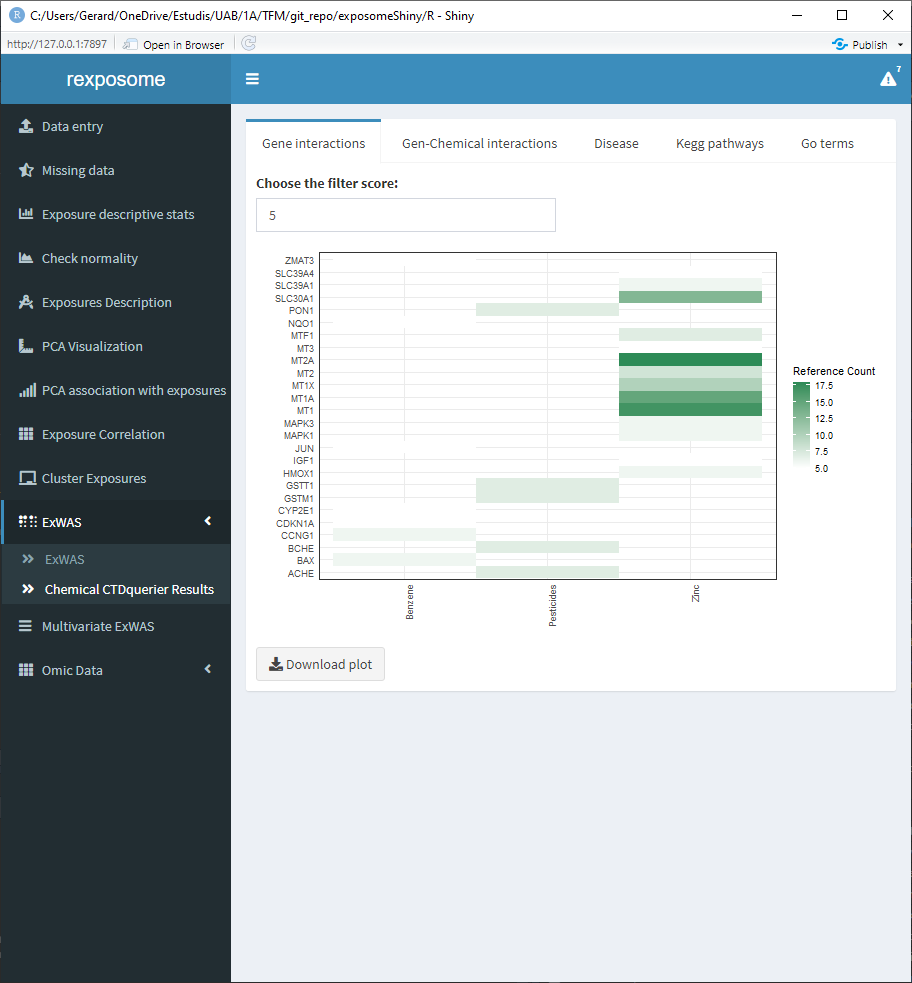 C:/Users/Gerard/OneDrive/Estudis/UAB/1A/TFM/git_repo/exposomeShiny/R - Shiny
http://127.0.0.1:7897 Open in Browser Publish
rexposome
7
Data entry
Missing data
Exposure descriptive stats
Check normality
Exposures Description
PCA Visualization
PCA association with exposures
Exposure Correlation
Cluster Exposures
ExWAS
ExWAS
Chemical CTDquerier Results
Multivariate ExWAS
Omic Data
Gene interactions Gen-Chemical interactions Disease Kegg pathways Go terms
Choose the filter score:
5
ZMAT3
SLC39A4
SLC39A1
SLC30A1
PON1
NQO1
MTF1
MT3
MT2A
MT2
MT1X
MT1A
MT1
MAPK3
MAPK1
JUN
IGF1
HMOX1
GSTT1
GSTM1
CYP2E1
CDKN1A
CCNG1
BCHE
BAX
ACHE
Benzene
Pesticides
Zinc
Reference Count
17.5
15.0
12.5
10.0
7.5
5.0
Download plot